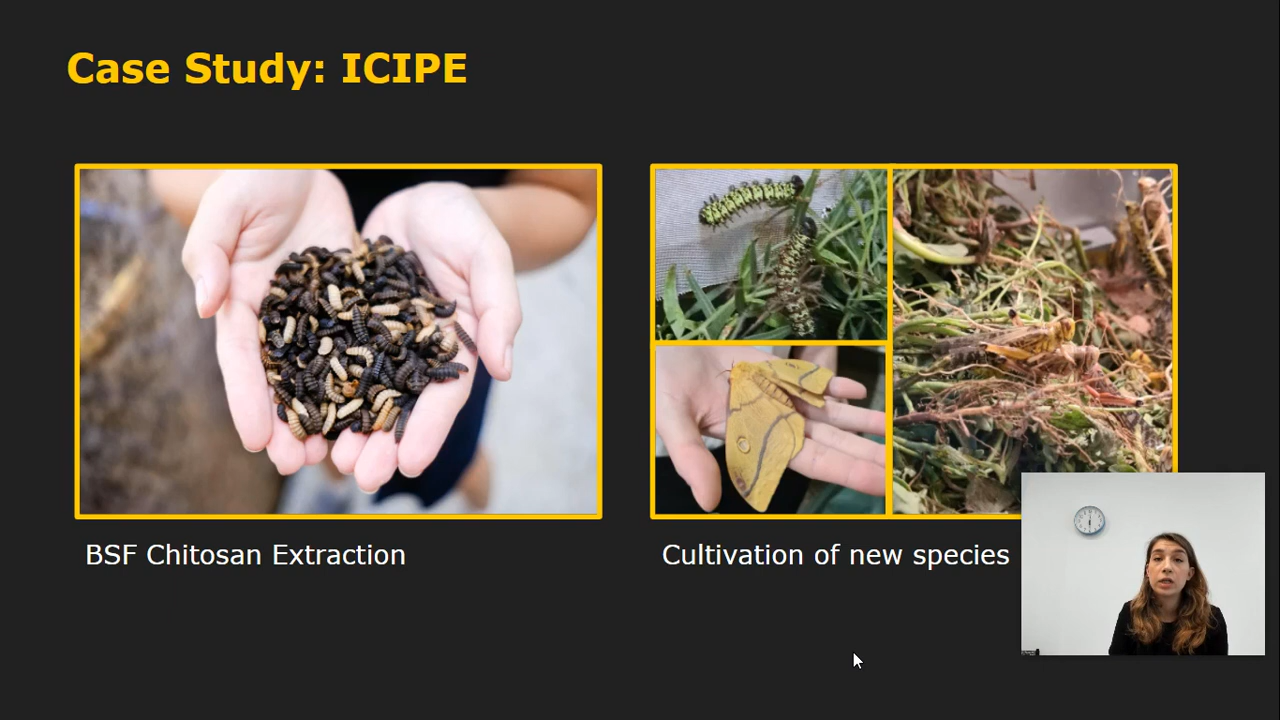 Case Study: ICIPE
BSF Chitosan Extraction
Cultivation of new species